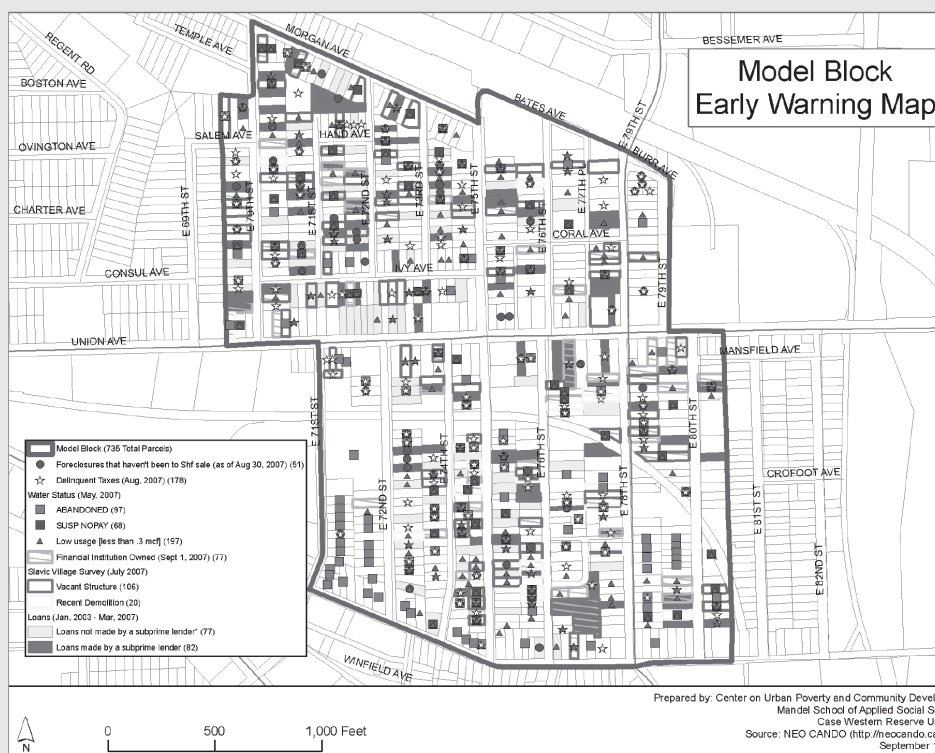 Model Block
Early Warning Map
REGENT RD
TEMPLE AVE
MORGAN AVE
BESSEMER AVE
BOSTON AVE
BATES AVE
E 79TH ST
SALEM AVE
HAND AVE
OVINGTON AVE
CHARTER AVE
E 69TH ST
E 70TH ST
E 71ST ST
E 72ND ST
E 73RD ST
E 75TH ST
E 76TH ST
E 77TH PL
CORAL AVE
IVY AVE
CONSUL AVE
E 79TH ST
UNION AVE
MANSFIELD AVE
E 71ST ST
E 72ND ST
E 74TH ST
E 76TH ST
E 78TH ST
E 80TH ST
CROFOOT AVE
E 81ST ST
E 82ND ST
WINFIELD AVE
Model Block (735 Total Parcels)
Foreclosures that haven't been to Shf sale (as of Aug 30, 2007) (51)
Delinquent Taxes (Aug, 2007) (178)
Water Status (May, 2007)
ABANDONED (97)
SUSP NOPAY (68)
Low usage [less than .3 mcf] (197)
Financial Institution Owned (Sept 1, 2007) (77)
Slavic Village Survey (July 2007)
Vacant Structure (106)
Recent Demolition (20)
Loans (Jan, 2003 - Mar, 2007)
Loans not made by a subprime lender* (77)
Loans made by a subprime lender (82)
N
0 500 1,000 Feet
Prepared by: Center on Urban Poverty and Community Devel
Mandel School of Applied Social S
Case Western Reserve U
Source: NEO CANDO (http://neocando.ca
September